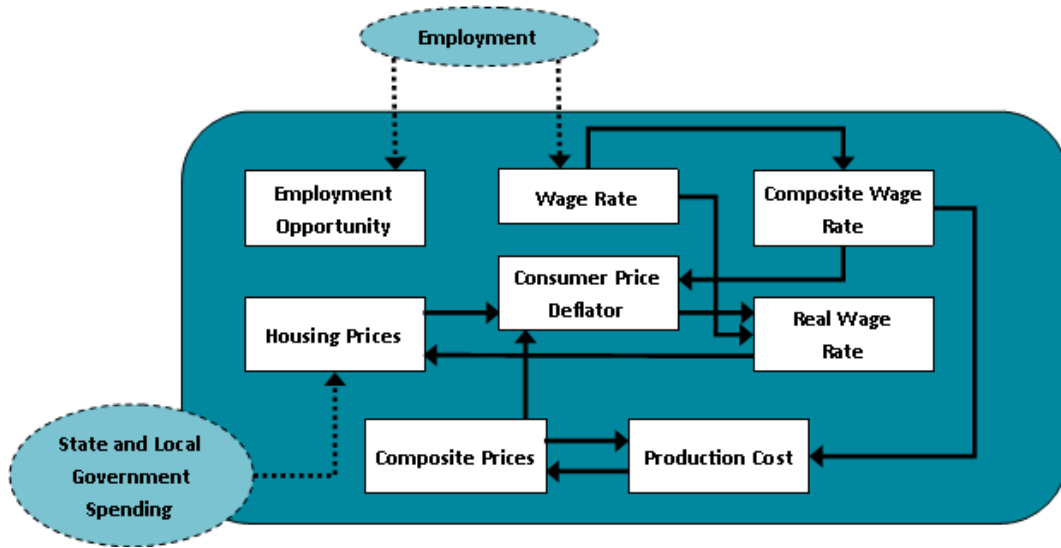 Employment
Employment
Opportunity
Wage Rate
Composite Wage
Rate
Consumer Price
Deflator
Housing Prices
Real Wage
Rate
State and Local
Government
Spending
Composite Prices
Production Cost